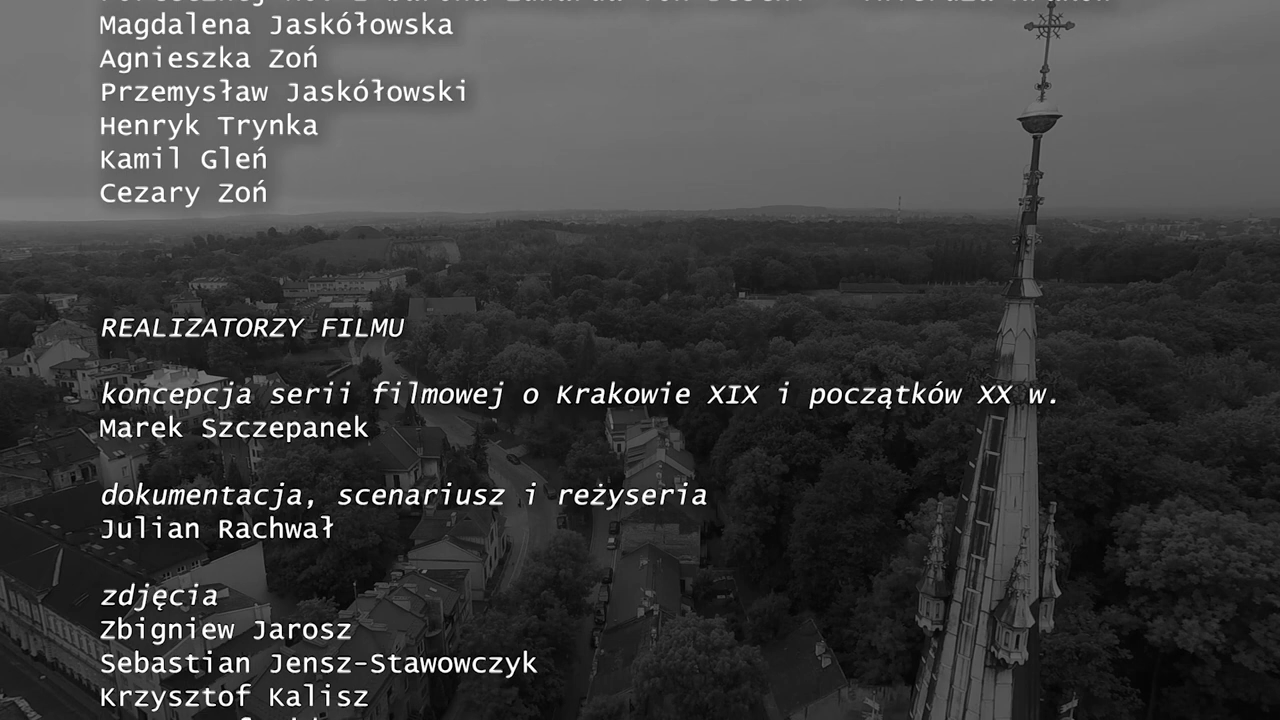 Magdalena Jaskółowska
Agnieszka Zoń
Przemysław Jaskółowski
Henryk Trynka
Kamil Gleń
Cezary Zoń
REALIZATORZY FILMU
koncepcja serii filmowej o Krakowie XIX i początków XX w.
Marek Szczepanek
dokumentacja, scenariusz i reżyseria
Julian Rachwał
zdjęcia
Zbigniew Jarosz
Sebastian Jensz-Stawowczyk
Krzysztof Kalisz